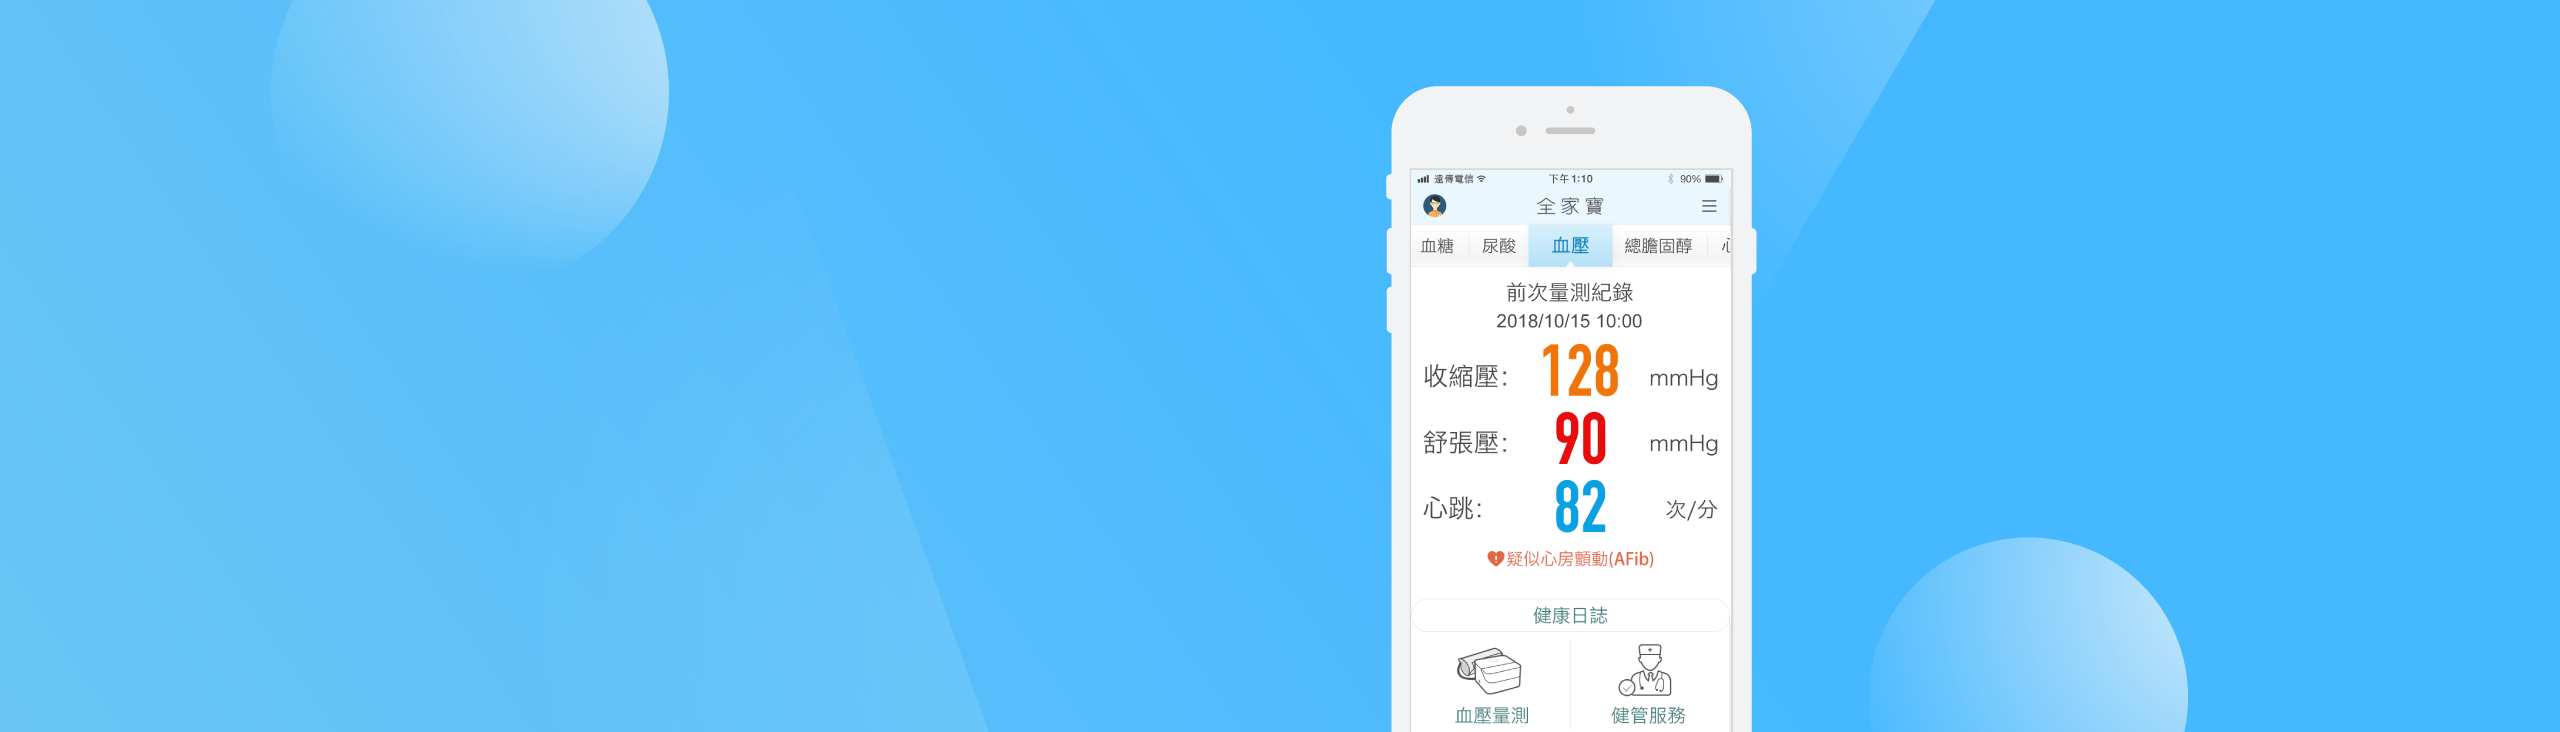 遠傳電信 下午1:10 90%
全家寶
血糖 尿酸 血壓 總膽固醇 心
前次量測紀錄
2018/10/15 10:00
收縮壓: 128 mmHg
舒張壓: 90 mmHg
心跳: 82 次/分
疑似心房顫動(AFib)
健康日誌
血壓量測 健管服務